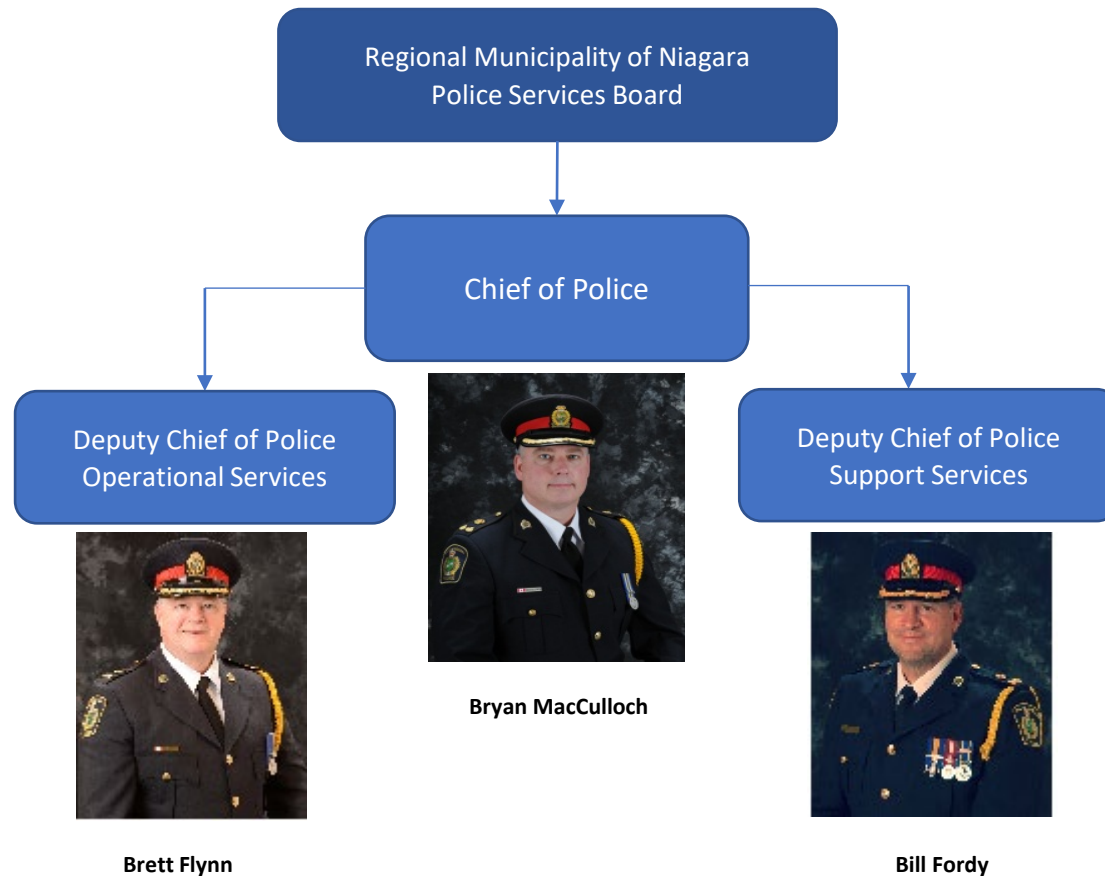 Regional Municipality of Niagara
Police Services Board
Chief of Police
Deputy Chief of Police
Operational Services
Deputy Chief of Police
Support Services
Bryan MacCulloch
Brett Flynn
Bill Fordy